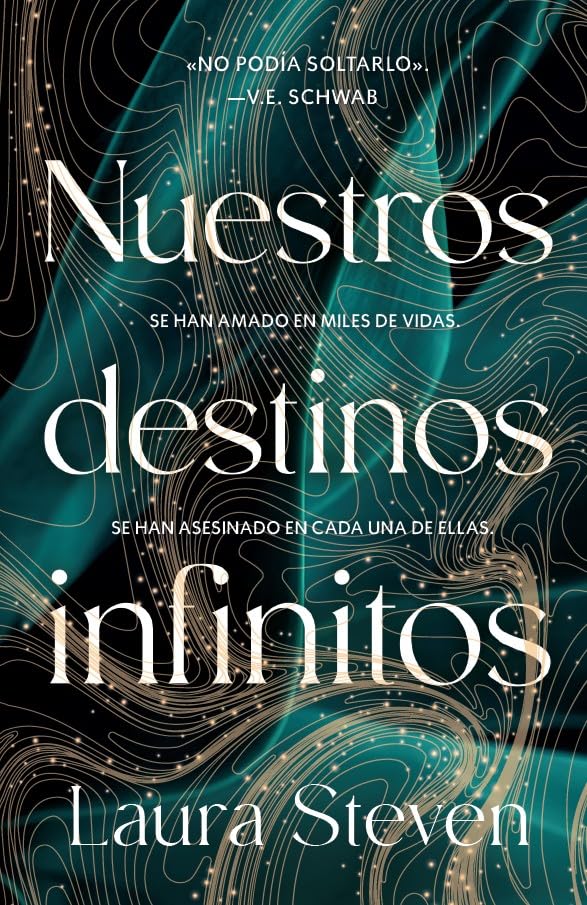 «NO PODÍA SOLTARLO».
—V.E. SCHWAB
Nuestros
SE HAN AMADO EN MILES DE VIDAS.
destinos
SE HAN ASESINADO EN CADA UNA DE ELLAS.
infinitos
Laura Steven